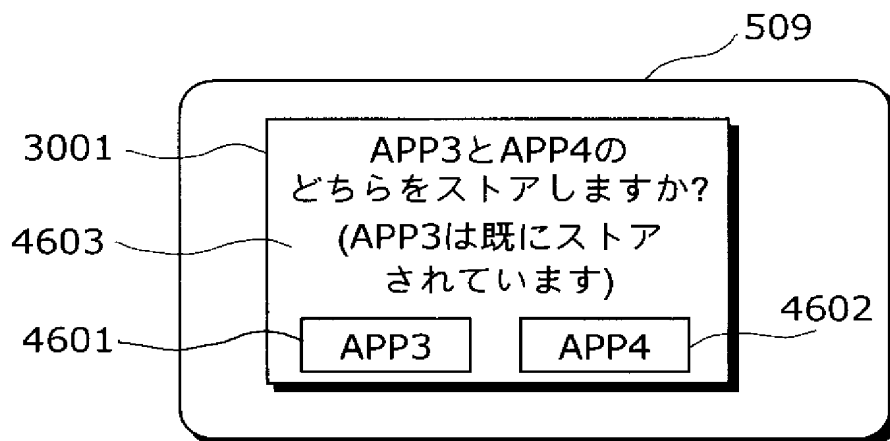 509
3001
APP3とAPP4の
どちらをストアしますか?
4603
(APP3は既にストア
されています)
4601
APP3
APP4
4602